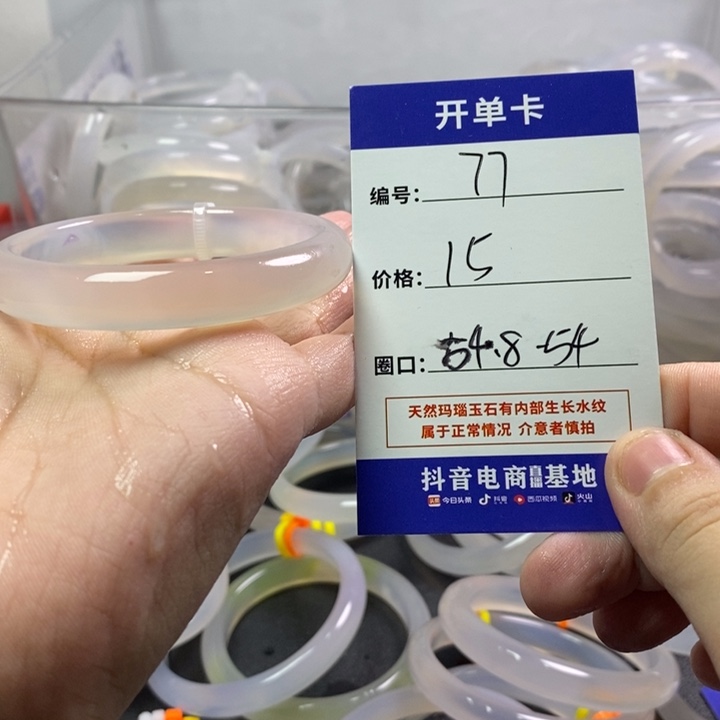 开单卡
编号： 77
价格： 15
圈口： 54.8 54
天然玛瑙玉石有内部生长水纹
属于正常情况 介意者慎拍
抖音电商直播基地
今日头条 抖音 西瓜视频 火山